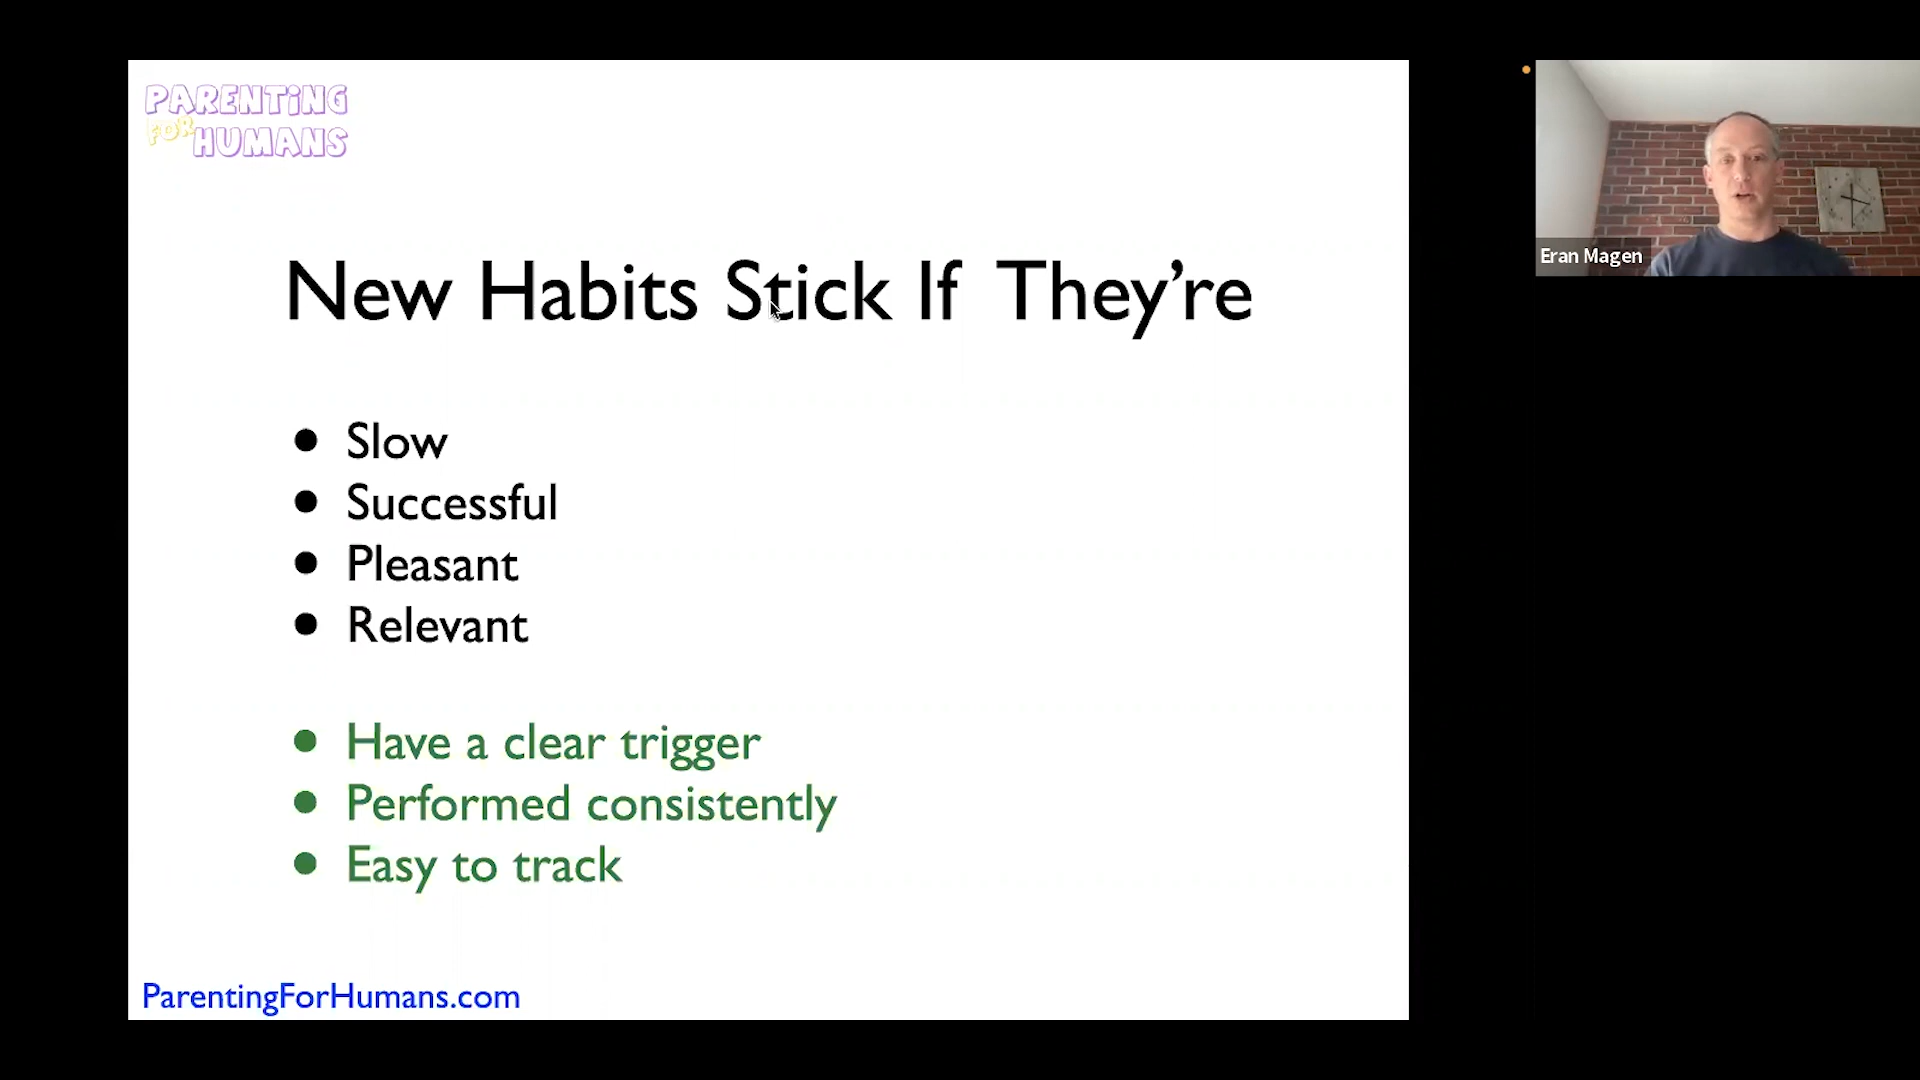 PARENTING
FOR HUMANS
New Habits Stick If They're
• Slow
• Successful
• Pleasant
• Relevant
• Have a clear trigger
• Performed consistently
• Easy to track
ParentingForHumans.com
Eran Magen